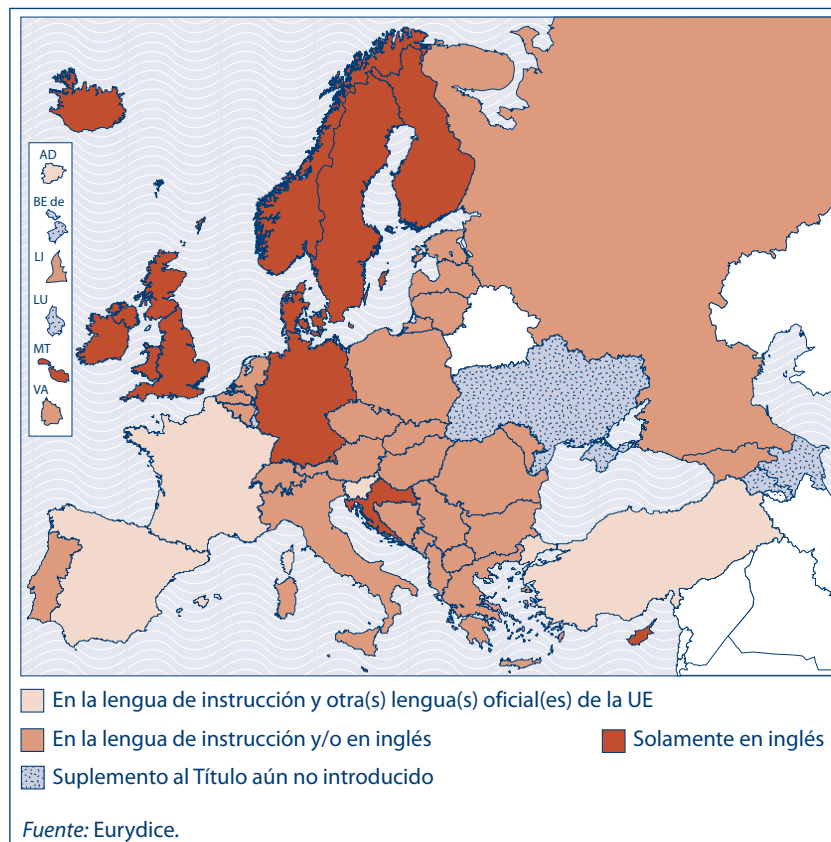 AD
BE de
LI
LU
MT
VA
En la lengua de instrucción y otra(s) lengua(s) oficial(es) de la UE
En la lengua de instrucción y/o en inglés
Solamente en inglés
Suplemento al Título aún no introducido
Fuente: Eurydice.